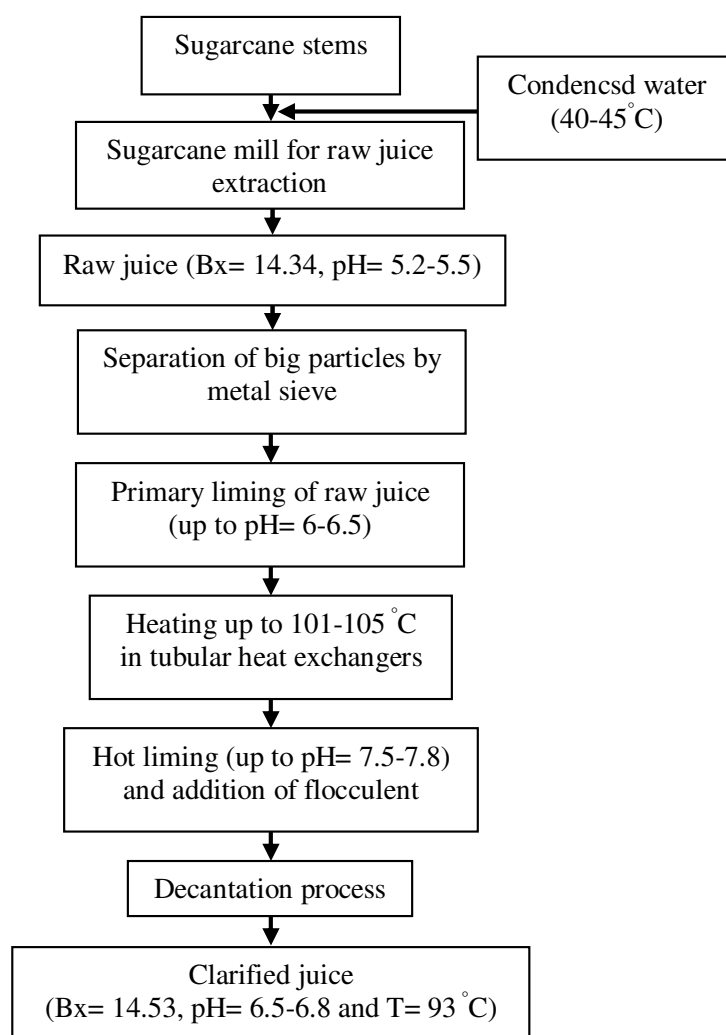 Sugarcane stems
Condencsd water
(40-45°C)
Sugarcane mill for raw juice
extraction
Raw juice (Bx= 14.34, pH= 5.2-5.5)
Separation of big particles by
metal sieve
Primary liming of raw juice
(up to pH= 6-6.5)
Heating up to 101-105 °C
in tubular heat exchangers
Hot liming (up to pH= 7.5-7.8)
and addition of flocculent
Decantation process
Clarified juice
(Bx= 14.53, pH= 6.5-6.8 and T= 93 °C)